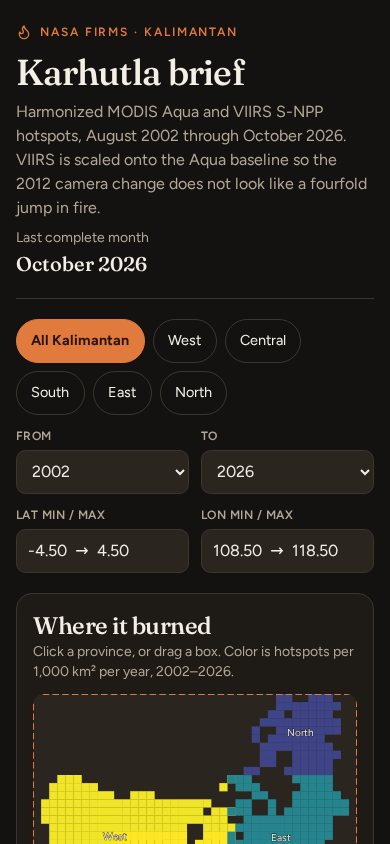 NASA FIRMS · KALIMANTAN
Karhutla brief
Harmonized MODIS Aqua and VIIRS S-NPP
hotspots, August 2002 through October 2026.
VIIRS is scaled onto the Aqua baseline so the
2012 camera change does not look like a fourfold
jump in fire.
Last complete month
October 2026
All Kalimantan
West
Central
South
East
North
FROM
TO
2002
2026
LAT MIN / MAX
LON MIN / MAX
-4.50 → 4.50
108.50 → 118.50
Where it burned
Click a province, or drag a box. Color is hotspots per
1,000 km² per year, 2002–2026.
North
West
East